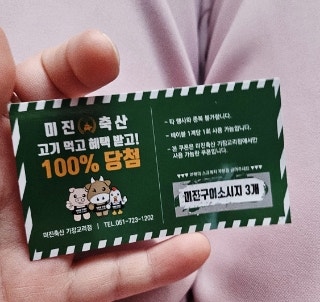 미진 축산
고기 먹고 혜택 받고!
100% 당첨
미진축산 기장교리점 | TEL.051-723-1202
- 타 행사와 중복 불가합니다.
- 테이블 1개당 1회 사용 가능합니다.
- 본 쿠폰은 미진축산 기장교리점에서만
사용 가능한 쿠폰입니다.
미진구이소시지 3개